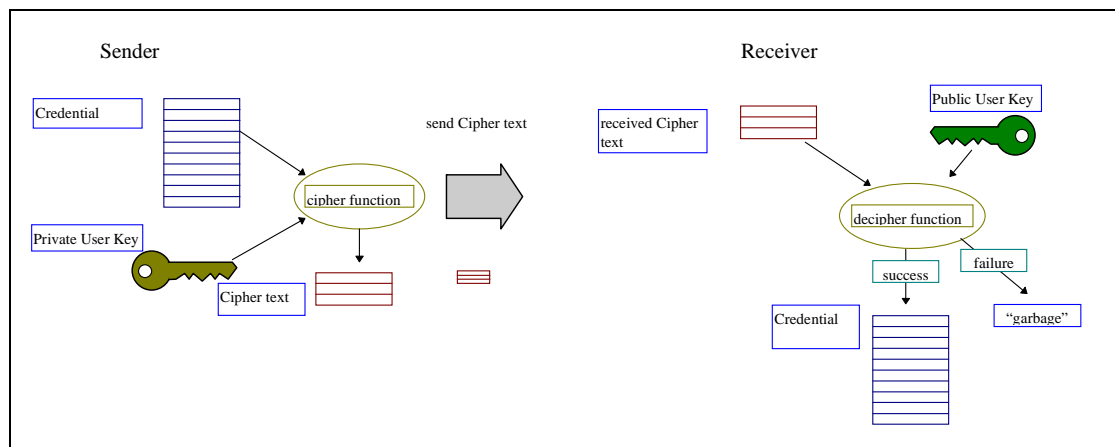 Sender
Credential
Private User Key
cipher function
Cipher text
send Cipher text
Receiver
received Cipher
text
Public User Key
decipher function
success
failure
Credential
“garbage”